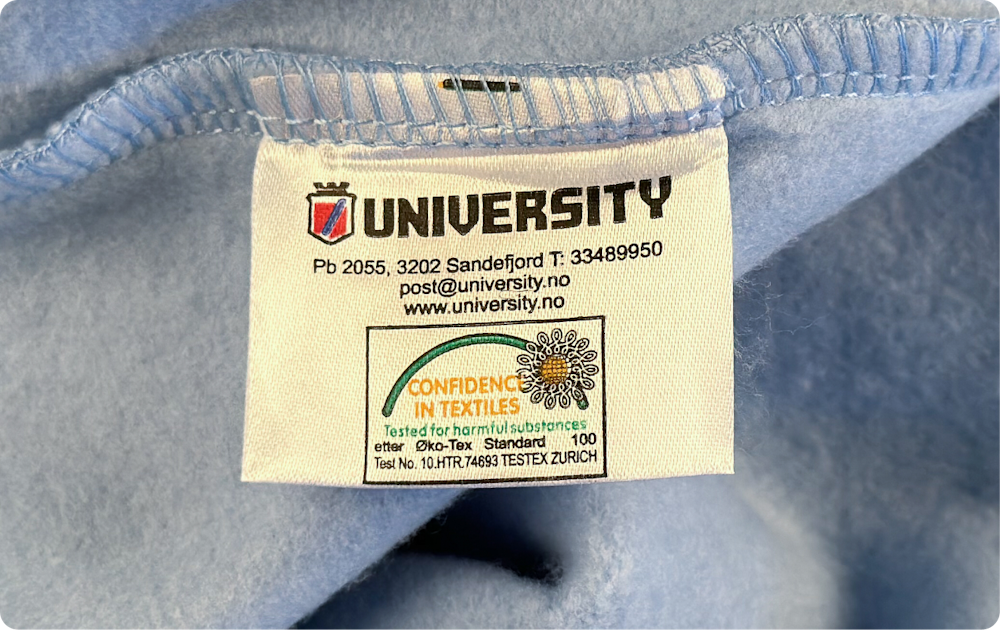 UNIVERSITY
Pb 2055, 3202 Sandefjord T: 33489950
post@university.no
www.university.no
CONFIDENCE
IN TEXTILES
Tested for harmful substances
etter Øko-Tex Standard 100
Test No. 10.HTR.74693 TESTEX ZURICH